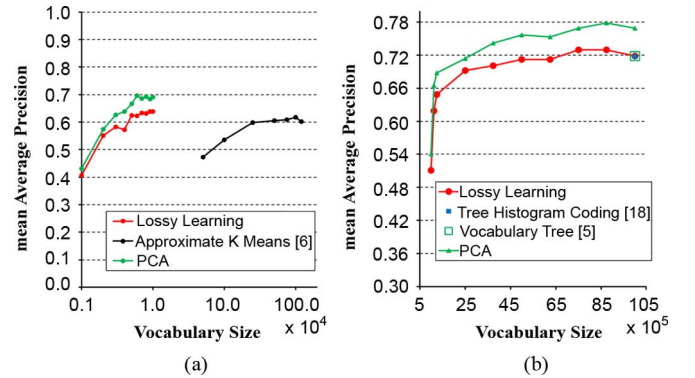 mean Average Precision
1.0
0.9
0.8
0.7
0.6
0.5
0.4
0.3
0.2
0.1
0.0
Lossy Learning
Approximate K Means [6]
PCA
0.1 1.0 10.0 100.0
Vocabulary Size x 10⁴
(a)
mean Average Precision
0.78
0.72
0.66
0.60
0.54
0.48
0.42
0.36
0.30
Lossy Learning
Tree Histogram Coding [18]
Vocabulary Tree [5]
PCA
5 25 45 65 85 105
Vocabulary Size x 10⁵
(b)